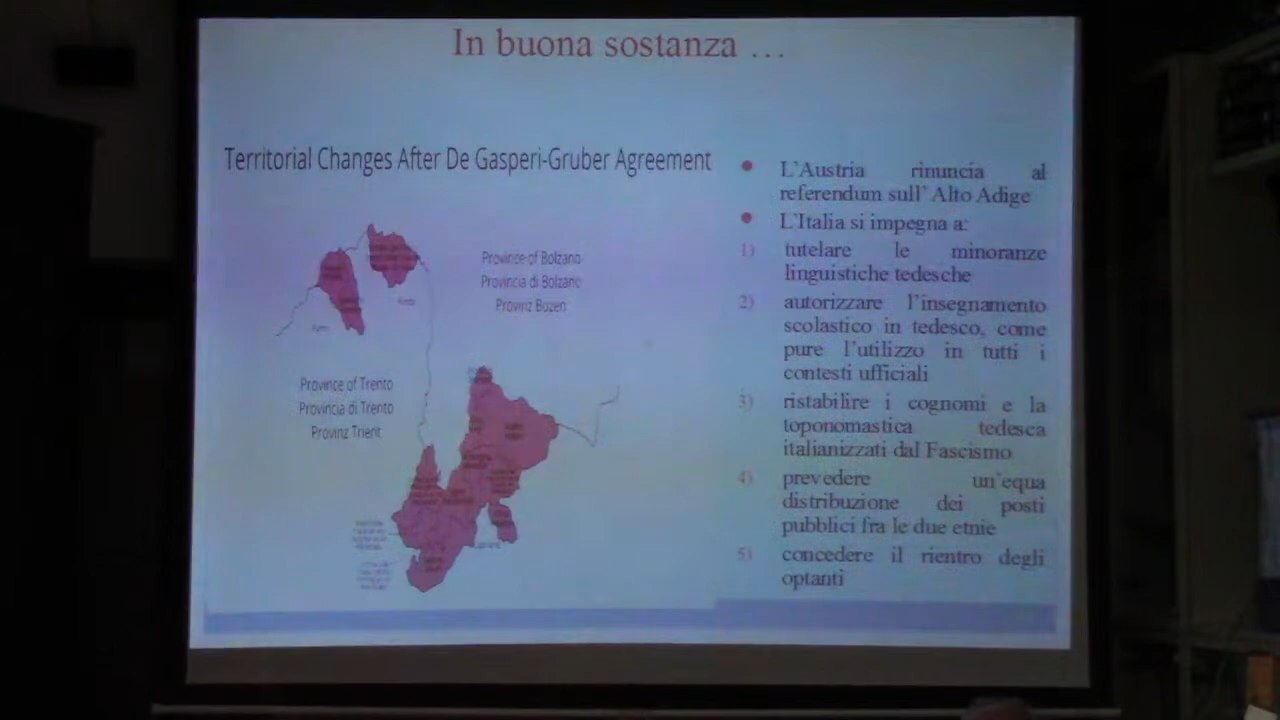 In buona sostanza …
Territorial Changes After De Gasperi-Gruber Agreement
Province of Bolzano
Provincia di Bolzano
Provinz Bozen
Province of Trento
Provincia di Trento
Provinz Trient
• L'Austria rinuncia al
referendum sull' Alto Adige
• L'Italia si impegna a:
1) tutelare le minoranze
linguistiche tedesche
2) autorizzare l'insegnamento
scolastico in tedesco, come
pure l'utilizzo in tutti i
contesti ufficiali
3) ristabilire i cognomi e la
toponomastica tedesca
italianizzati dal Fascismo
4) prevedere un'equa
distribuzione dei posti
pubblici fra le due etnie
5) concedere il rientro degli
optanti